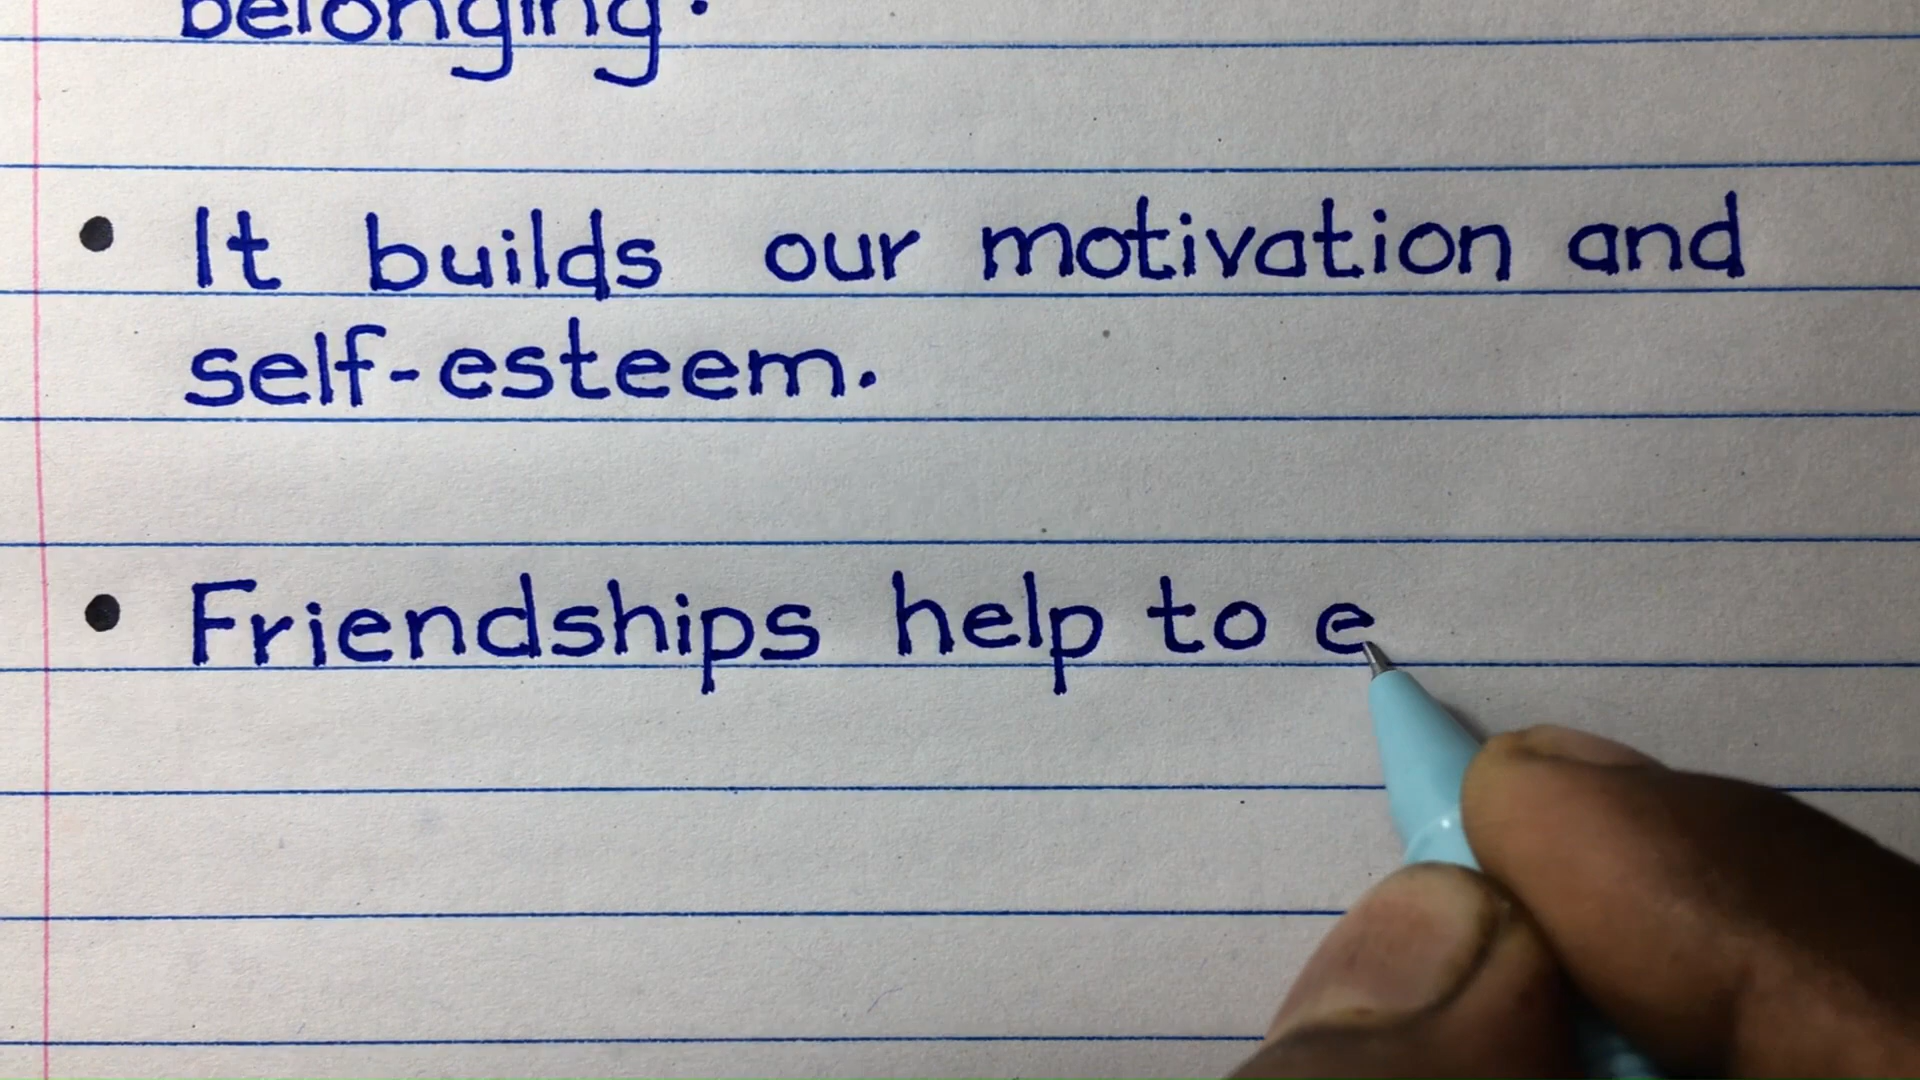 belonging.
• It builds our motivation and
self-esteem.
• Friendships help to e